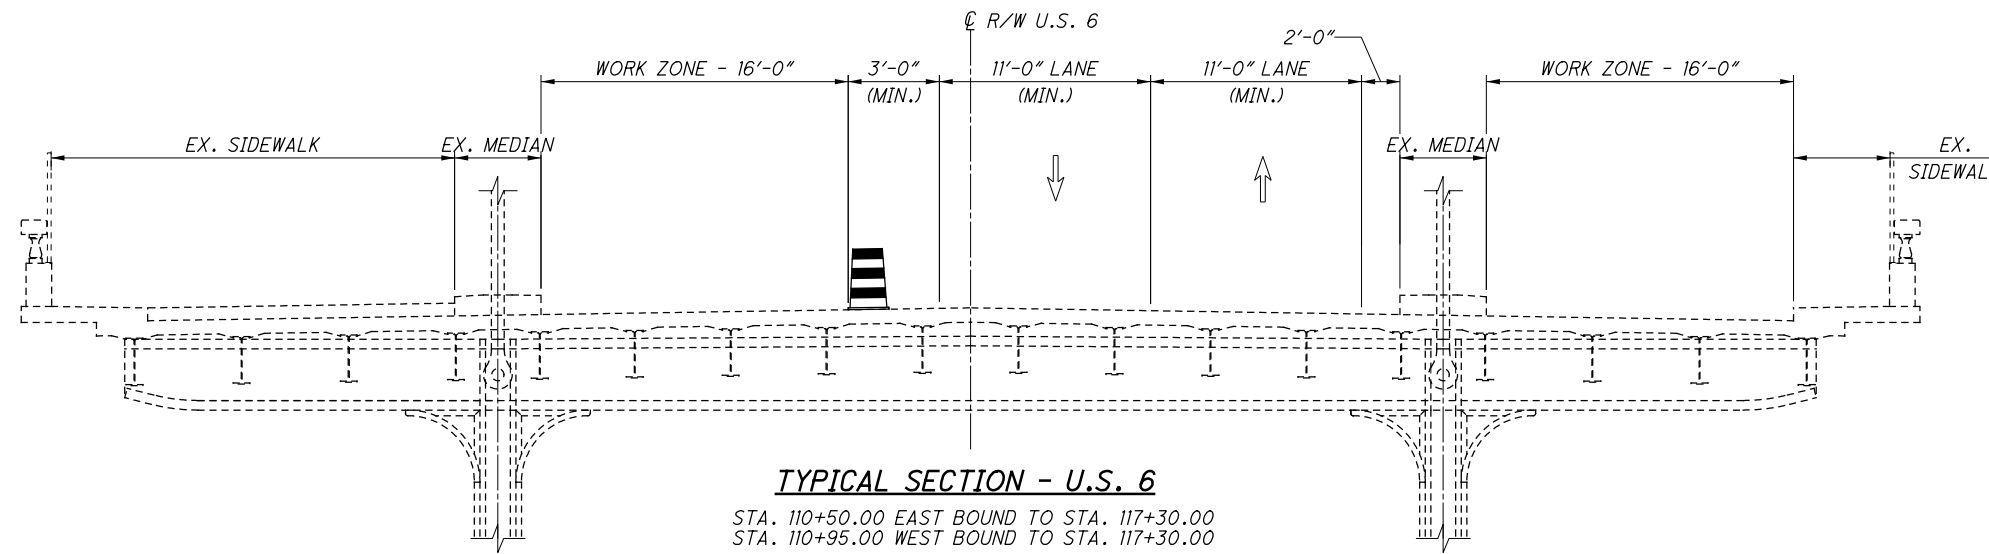 ℄ R/W U.S. 6
2'-0"
WORK ZONE - 16'-0"
3'-0"
(MIN.)
11'-0" LANE
(MIN.)
11'-0" LANE
(MIN.)
WORK ZONE - 16'-0"
EX. SIDEWALK
EX. MEDIAN
EX. MEDIAN
EX.
SIDEWAL
TYPICAL SECTION - U.S. 6
STA. 110+50.00 EAST BOUND TO STA. 117+30.00
STA. 110+95.00 WEST BOUND TO STA. 117+30.00